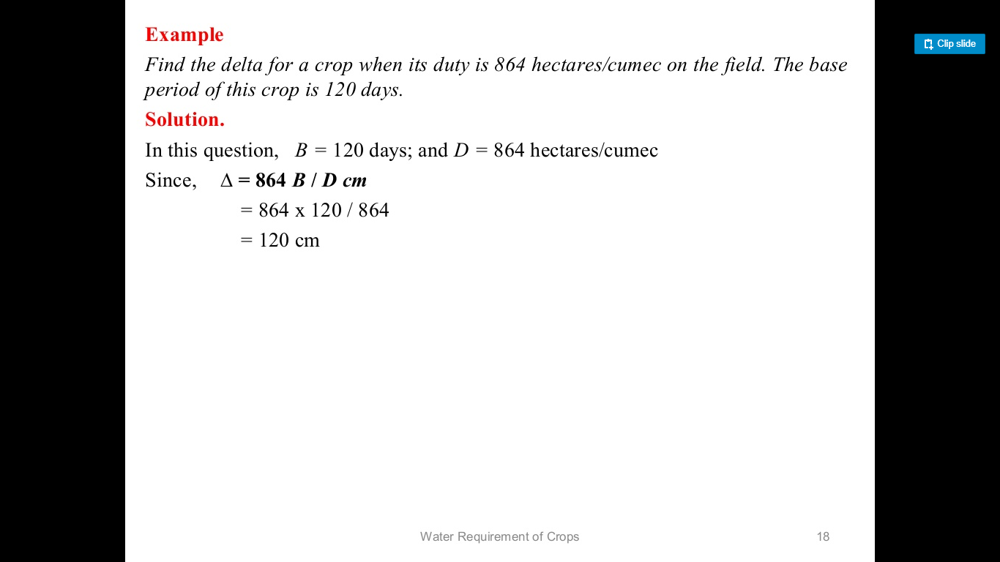 Example
Clip slide
Find the delta for a crop when its duty is 864 hectares/cumec on the field. The base
period of this crop is 120 days.
Solution.
In this question, B = 120 days; and D = 864 hectares/cumec
Since, Δ = 864 B / D cm
= 864 x 120 / 864
= 120 cm
Water Requirement of Crops 18